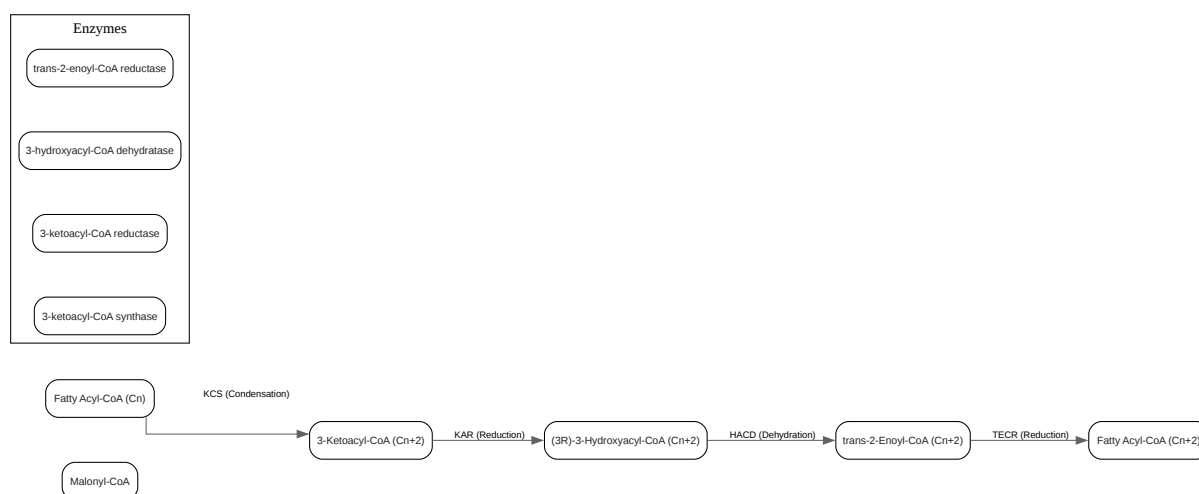 Enzymes
trans-2-enoyl-CoA reductase
3-hydroxyacyl-CoA dehydratase
3-ketoacyl-CoA reductase
3-ketoacyl-CoA synthase
Fatty Acyl-CoA (Cn)
KCS (Condensation)
3-Ketoacyl-CoA (Cn+2)
KAR (Reduction)
(3R)-3-Hydroxyacyl-CoA (Cn+2)
HACD (Dehydration)
trans-2-Enoyl-CoA (Cn+2)
TECR (Reduction)
Fatty Acyl-CoA (Cn+2)
Malonyl-CoA